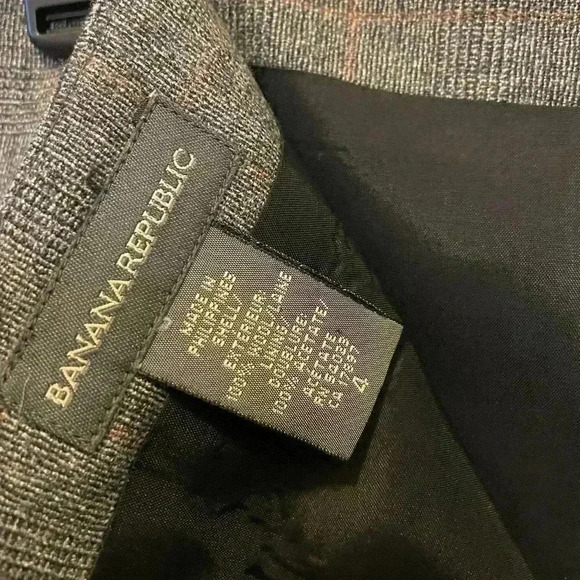 BANANA REPUBLIC
MADE IN
PHILIPPINES
SHELL/
EXTERIEUR:
100% WOOL/LAINE
LINING/
DOUBLURE:
100% ACETATE/
ACETATE
RN 54039
CA 17897
4